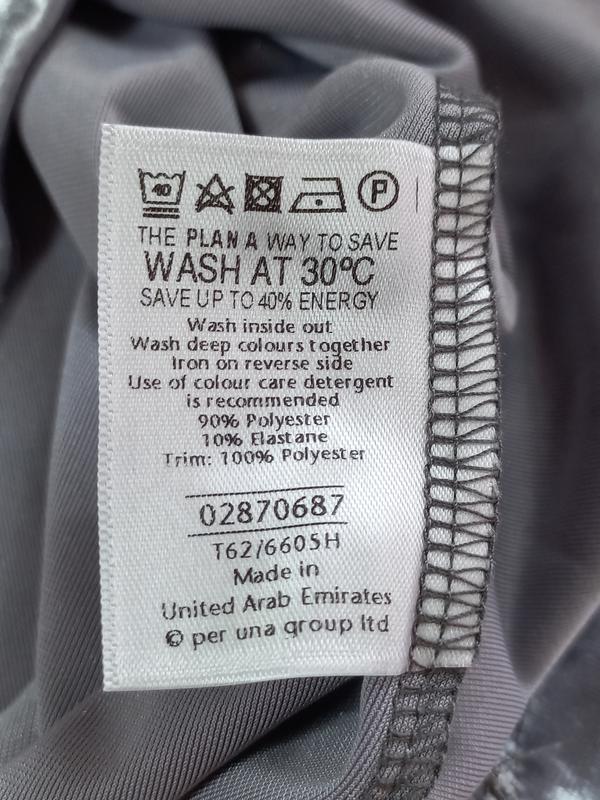 40 P
THE PLAN A WAY TO SAVE
WASH AT 30ºC
SAVE UP TO 40% ENERGY
Wash inside out
Wash deep colours together
Iron on reverse side
Use of colour care detergent
is recommended
90% Polyester
10% Elastane
Trim: 100% Polyester
02870687
T62/6605H
Made in
United Arab Emirates
© per una group ltd